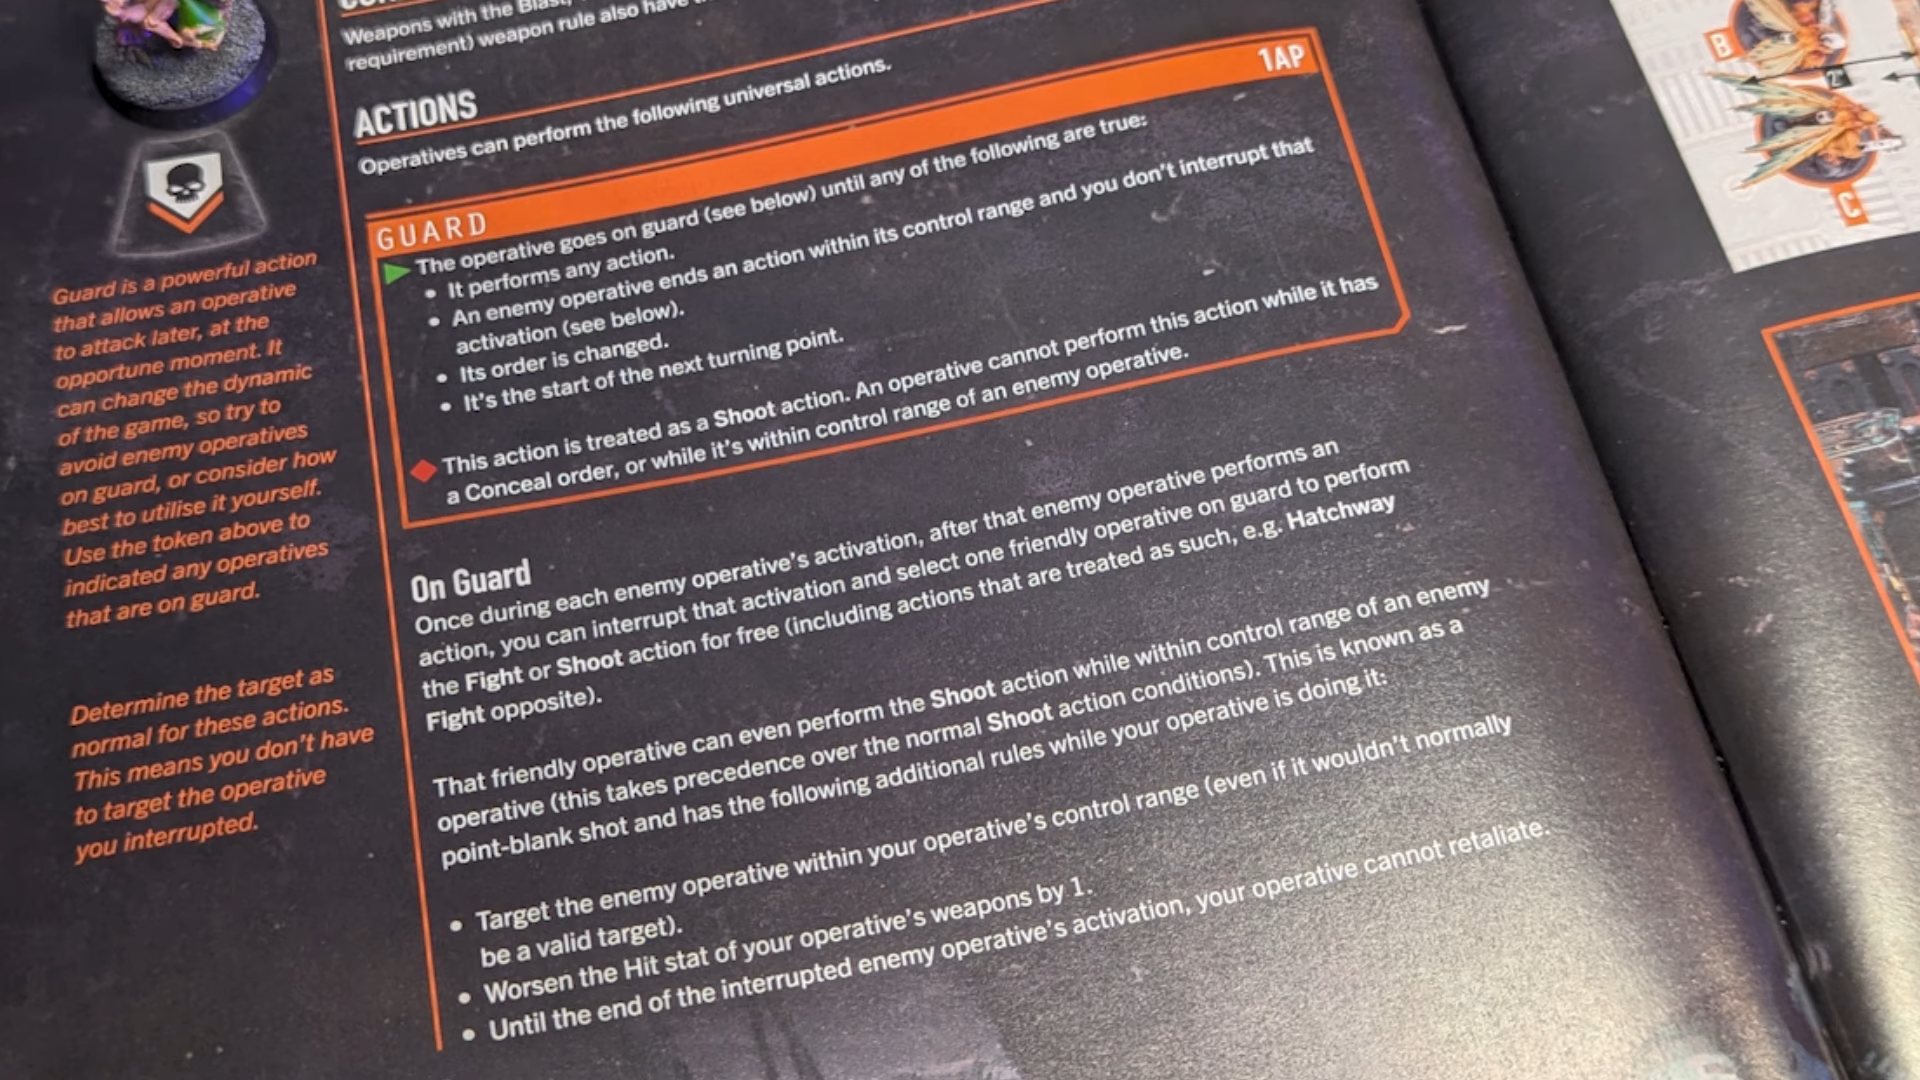 Weapons with the Blast,
requirement) weapon rule also have
ACTIONS
Operatives can perform the following universal actions.
GUARD 1AP
The operative goes on guard (see below) until any of the following are true:
• It performs any action.
• An enemy operative ends an action within its control range and you don't interrupt that
activation (see below).
• Its order is changed.
• It's the start of the next turning point.
This action is treated as a Shoot action. An operative cannot perform this action while it has
a Conceal order, or while it's within control range of an enemy operative.
Guard is a powerful action
that allows an operative
to attack later, at the
opportune moment. It
can change the dynamic
of the game, so try to
avoid enemy operatives
on guard, or consider how
best to utilise it yourself.
Use the token above to
indicated any operatives
that are on guard.
On Guard
Once during each enemy operative's activation, after that enemy operative performs an
action, you can interrupt that activation and select one friendly operative on guard to perform
the Fight or Shoot action for free (including actions that are treated as such, e.g. Hatchway
Fight opposite).
Determine the target as
normal for these actions.
This means you don't have
to target the operative
you interrupted.
That friendly operative can even perform the Shoot action while within control range of an enemy
operative (this takes precedence over the normal Shoot action conditions). This is known as a
point-blank shot and has the following additional rules while your operative is doing it:
• Target the enemy operative within your operative's control range (even if it wouldn't normally
be a valid target).
• Worsen the Hit stat of your operative's weapons by 1.
• Until the end of the interrupted enemy operative's activation, your operative cannot retaliate.
B
2"
C